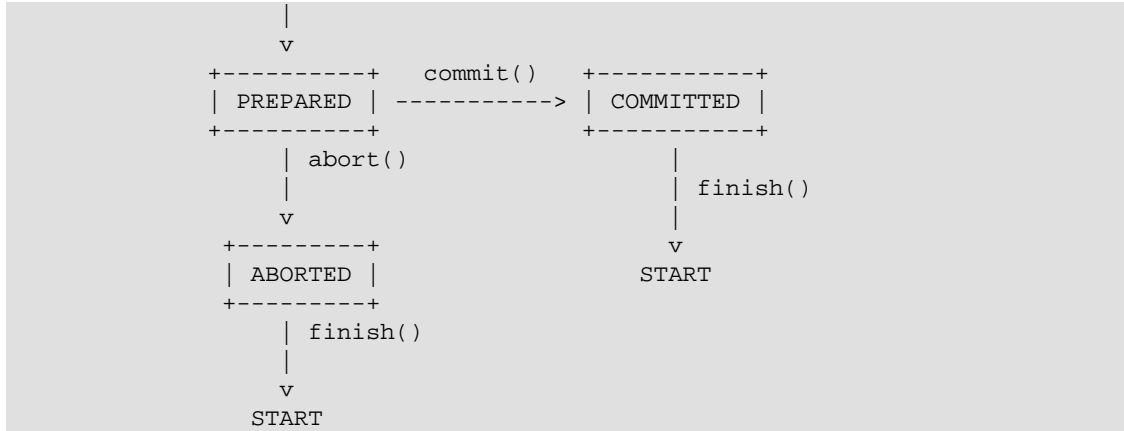 |
v
+----------+   commit()   +-----------+
| PREPARED | -----------> | COMMITTED |
+----------+              +-----------+
| abort()                 |
|                         | finish()
v                         |
+---------+               v
| ABORTED |             START
+---------+
| finish()
|
v
START